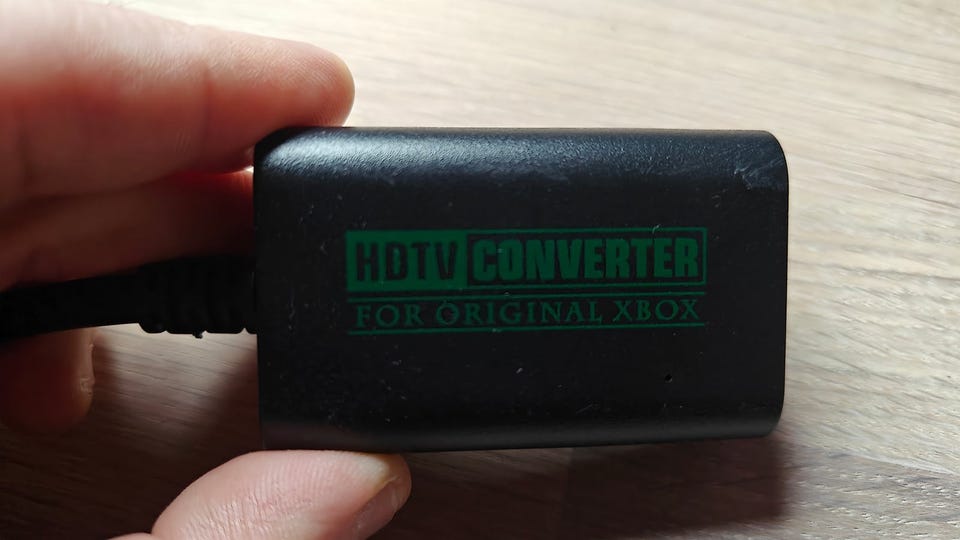 HDTV CONVERTER
FOR ORIGINAL XBOX